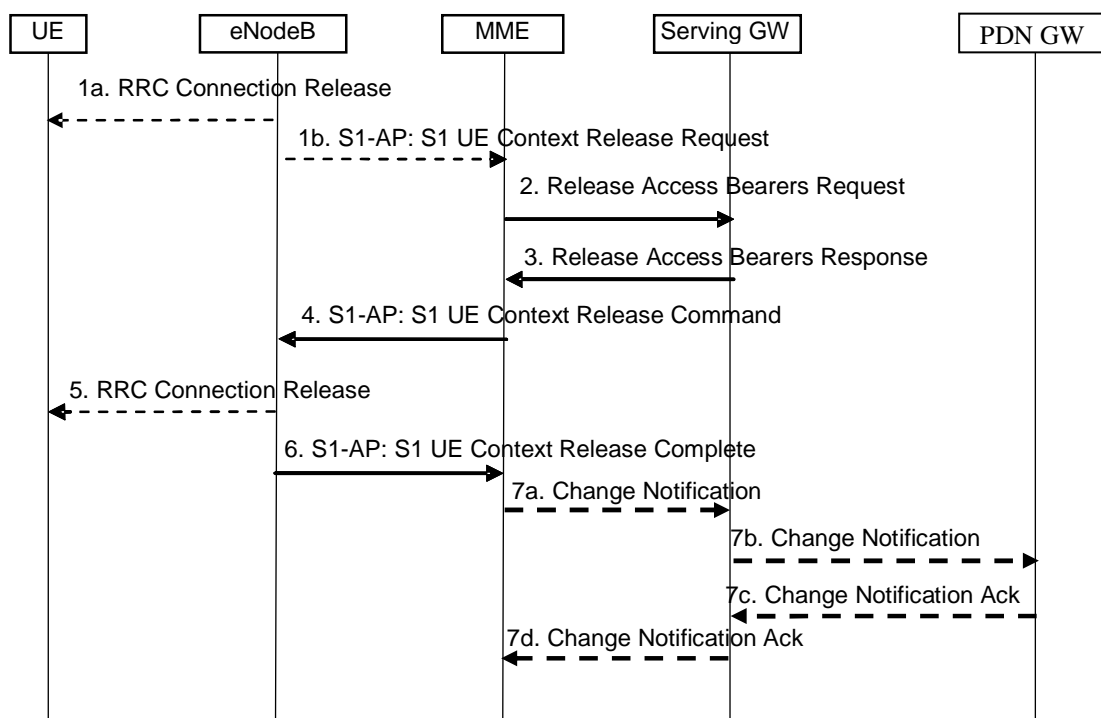 UE
eNodeB
MME
Serving GW
PDN GW
1a. RRC Connection Release
1b. S1-AP: S1 UE Context Release Request
2. Release Access Bearers Request
3. Release Access Bearers Response
4. S1-AP: S1 UE Context Release Command
5. RRC Connection Release
6. S1-AP: S1 UE Context Release Complete
7a. Change Notification
7b. Change Notification
7c. Change Notification Ack
7d. Change Notification Ack